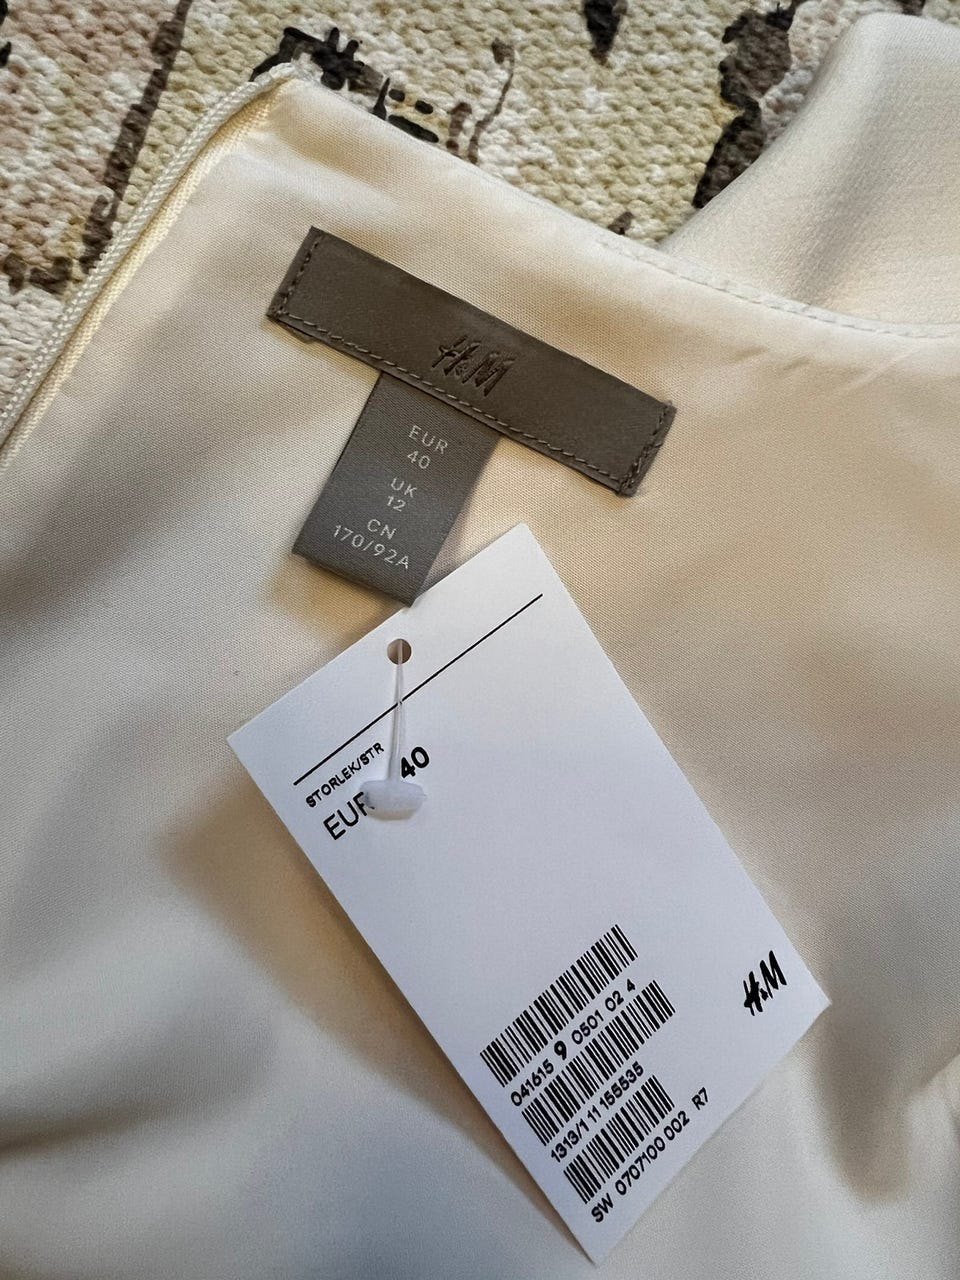 H&M
EUR
40
UK
12
CN
170/92A
STORLEK/STR
EUR 40
H&M
041615 9 0501 02 4
1313/1 11 155535
SW 0707100 002 R7